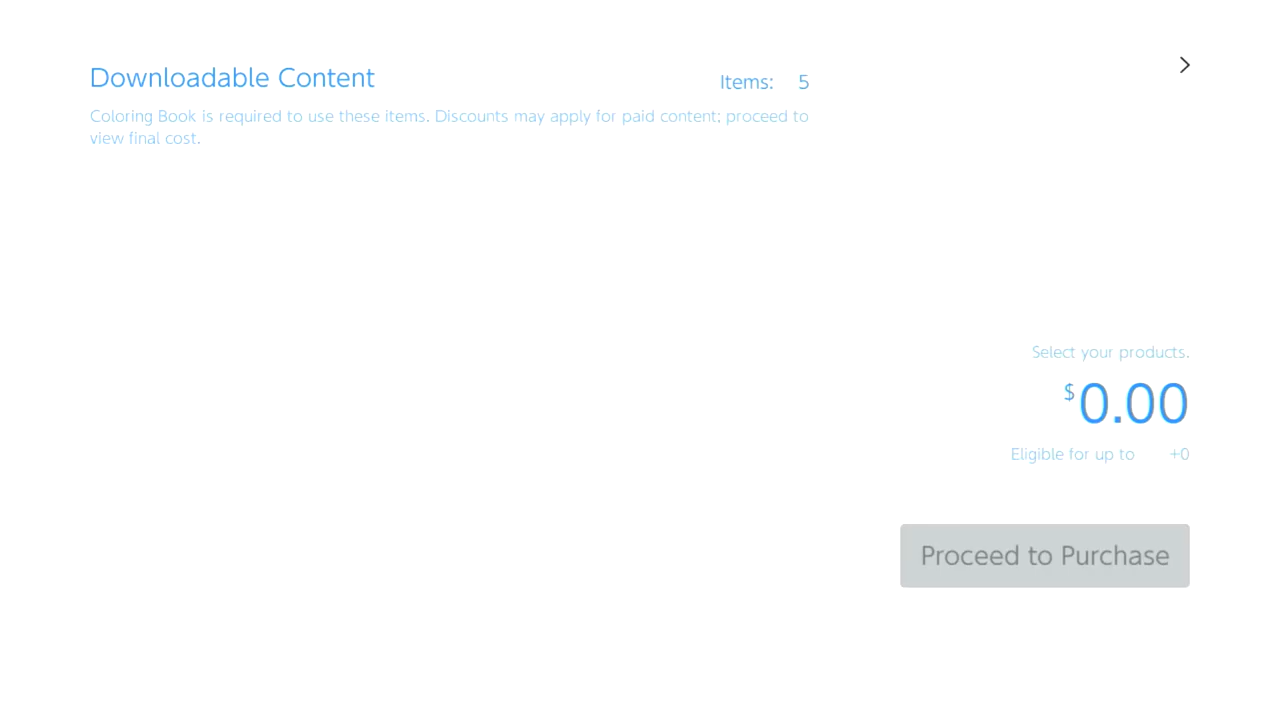 Downloadable Content
Items: 5
Coloring Book is required to use these items. Discounts may apply for paid content; proceed to
view final cost.
Select your products.
$0.00
Eligible for up to +0
Proceed to Purchase